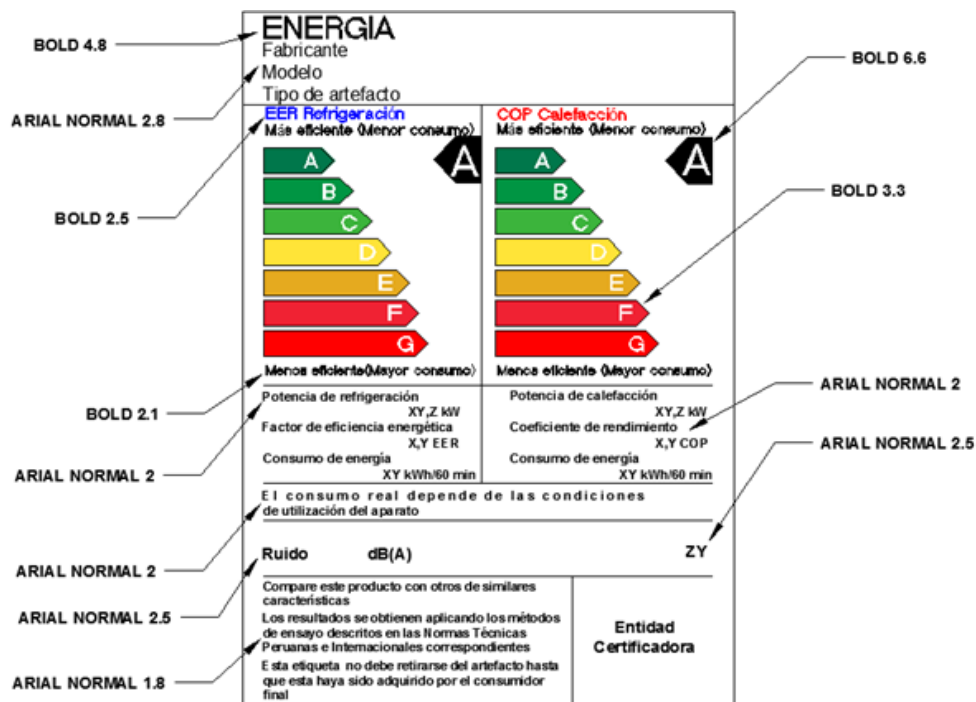 BOLD 4.8
ARIAL NORMAL 2.8
BOLD 2.5
BOLD 2.1
ARIAL NORMAL 2
ARIAL NORMAL 2
ARIAL NORMAL 2.5
ARIAL NORMAL 1.8
ENERGIA
Fabricante
Modelo
Tipo de artefacto
EER Refrigeración
Más eficiente (Menor consumo)
A
A
B
C
D
E
F
G
Menos eficiente(Mayor consumo)
Potencia de refrigeración
XY,Z kW
Factor de eficiencia energética
X,Y EER
Consumo de energía
XY kWh/60 min
COP Calefacción
Más eficiente (Menor consumo)
A
A
B
C
D
E
F
G
Menos eficiente (Mayor consumo)
Potencia de calefacción
XY,Z kW
Coeficiente de rendimiento
X,Y COP
Consumo de energía
XY kWh/60 min
El consumo real depende de las condiciones
de utilización del aparato
Ruido dB(A) ZY
Compare este producto con otros de similares
características
Los resultados se obtienen aplicando los métodos
de ensayo descritos en las Normas Técnicas
Peruanas e Internacionales correspondientes
Esta etiqueta no debe retirarse del artefacto hasta
que esta haya sido adquirido por el consumidor
final
Entidad
Certificadora
BOLD 6.6
BOLD 3.3
ARIAL NORMAL 2
ARIAL NORMAL 2.5